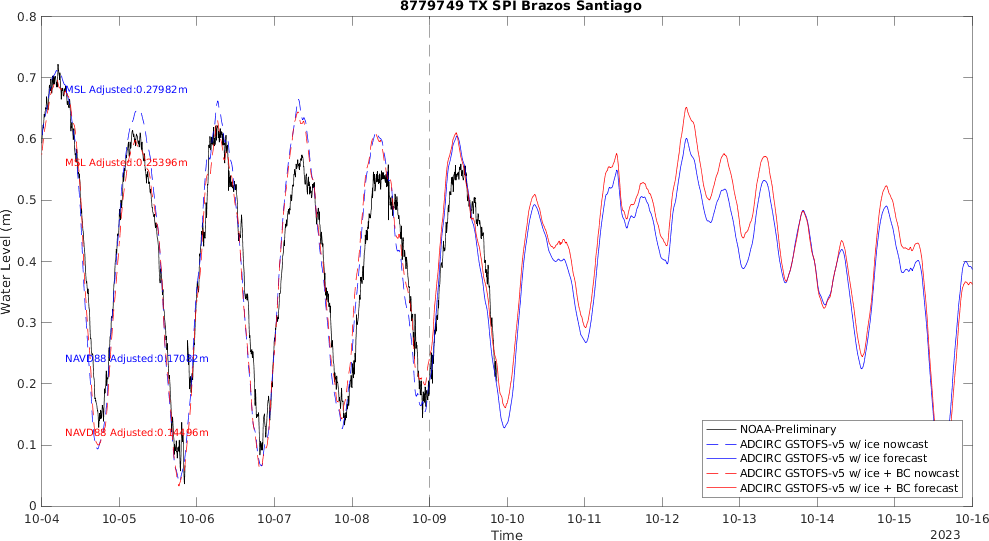 8779749 TX SPI Brazos Santiago
0.8
0.7
0.6
0.5
0.4
0.3
0.2
0.1
0
Water Level (m)
MSL Adjusted:0.27982m
MSL Adjusted:0.25396m
NAVD88 Adjusted:0.17082m
NAVD88 Adjusted:0.14496m
NOAA-Preliminary
ADCIRC GSTOFS-v5 w/ ice nowcast
ADCIRC GSTOFS-v5 w/ ice forecast
ADCIRC GSTOFS-v5 w/ ice + BC nowcast
ADCIRC GSTOFS-v5 w/ ice + BC forecast
10-04 10-05 10-06 10-07 10-08 10-09 10-10 10-11 10-12 10-13 10-14 10-15 10-16
Time
2023